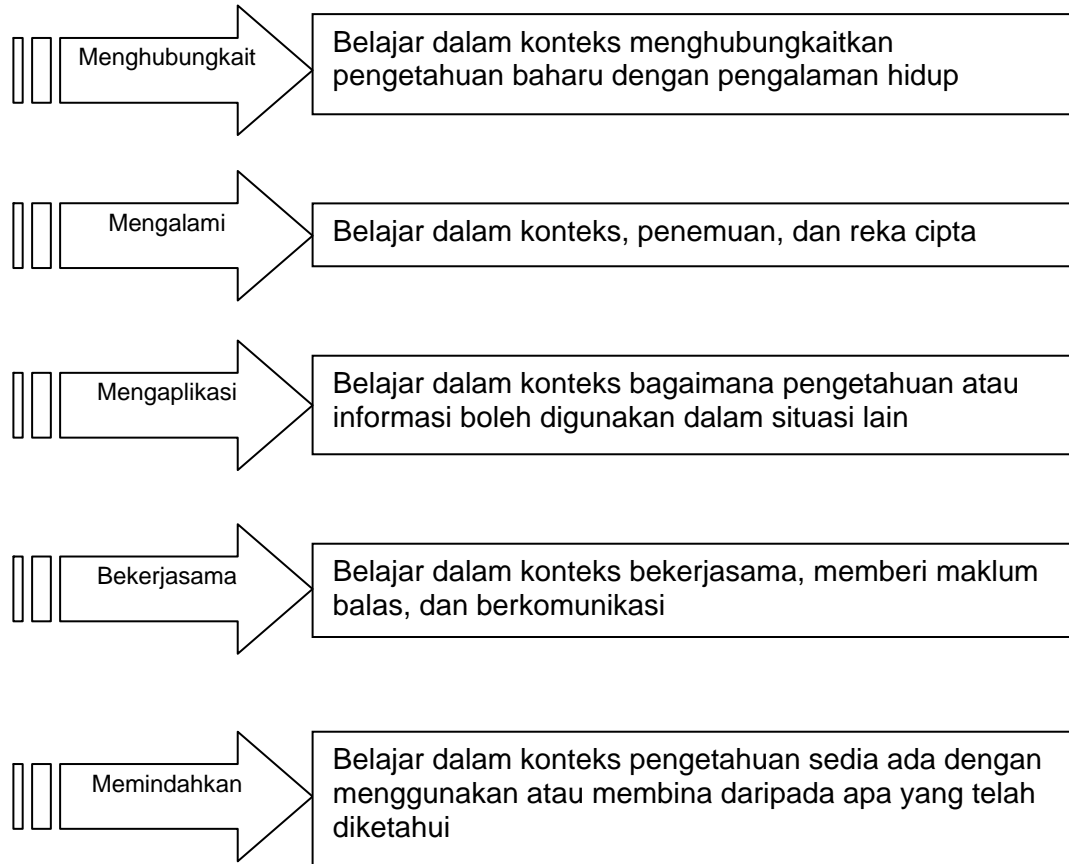 Menghubungkait
Belajar dalam konteks menghubungkaitkan
pengetahuan baharu dengan pengalaman hidup
Mengalami
Belajar dalam konteks, penemuan, dan reka cipta
Mengaplikasi
Belajar dalam konteks bagaimana pengetahuan atau
informasi boleh digunakan dalam situasi lain
Bekerjasama
Belajar dalam konteks bekerjasama, memberi maklum
balas, dan berkomunikasi
Memindahkan
Belajar dalam konteks pengetahuan sedia ada dengan
menggunakan atau membina daripada apa yang telah
diketahui